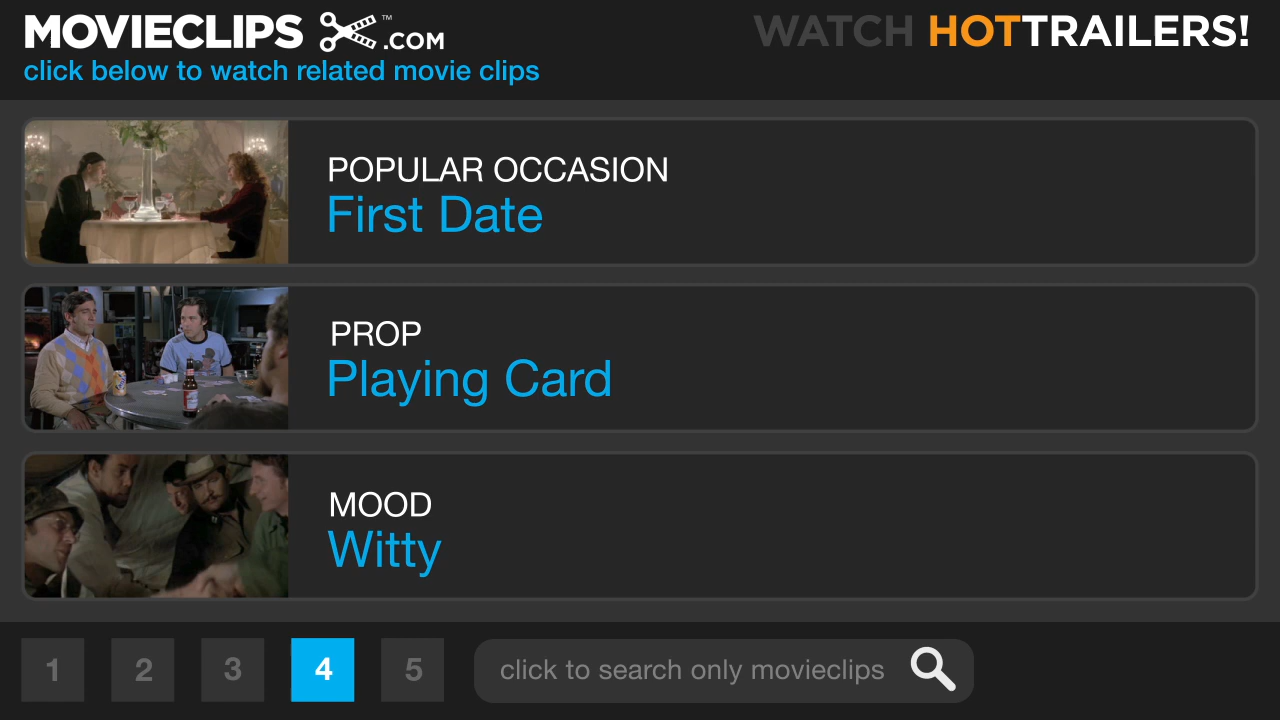 MOVIECLIPS ™ .COM
WATCH HOTTRAILERS!
click below to watch related movie clips
POPULAR OCCASION
First Date
PROP
Playing Card
MOOD
Witty
1 2 3 4 5 click to search only movieclips